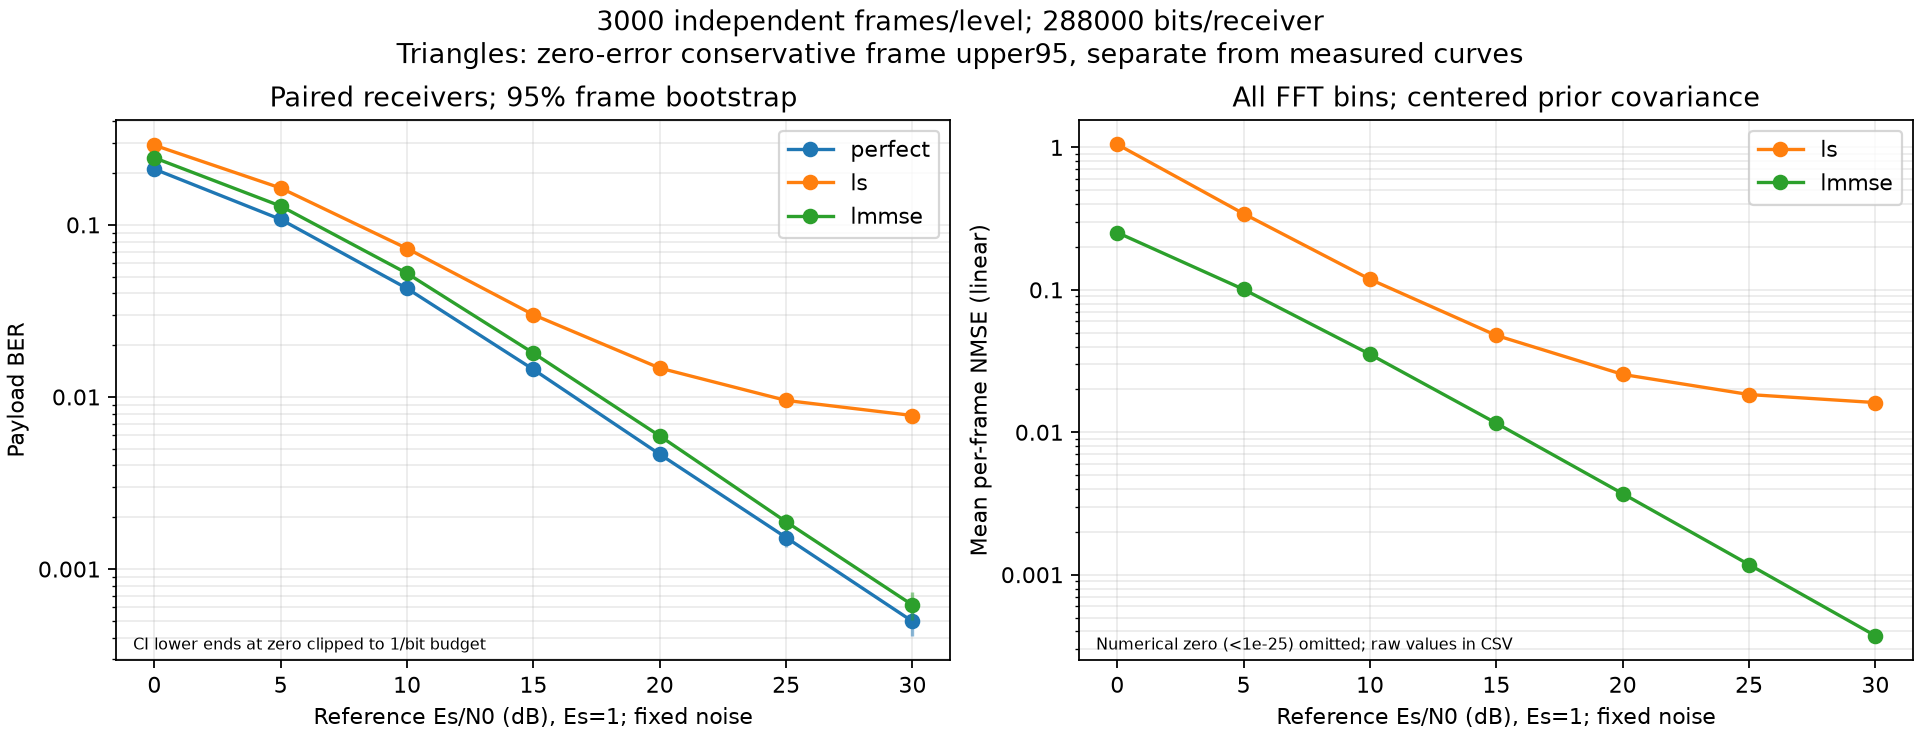 3000 independent frames/level; 288000 bits/receiver
Triangles: zero-error conservative frame upper95, separate from measured curves
Paired receivers; 95% frame bootstrap
Payload BER
0.1
0.01
0.001
perfect
ls
lmmse
CI lower ends at zero clipped to 1/bit budget
0 5 10 15 20 25 30
Reference Es/N0 (dB), Es=1; fixed noise
All FFT bins; centered prior covariance
Mean per-frame NMSE (linear)
1
0.1
0.01
0.001
ls
lmmse
Numerical zero (<1e-25) omitted; raw values in CSV
0 5 10 15 20 25 30
Reference Es/N0 (dB), Es=1; fixed noise